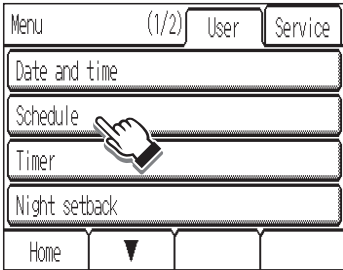 Menu (1/2) User Service
Date and time
Schedule
Timer
Night setback
Home ▼